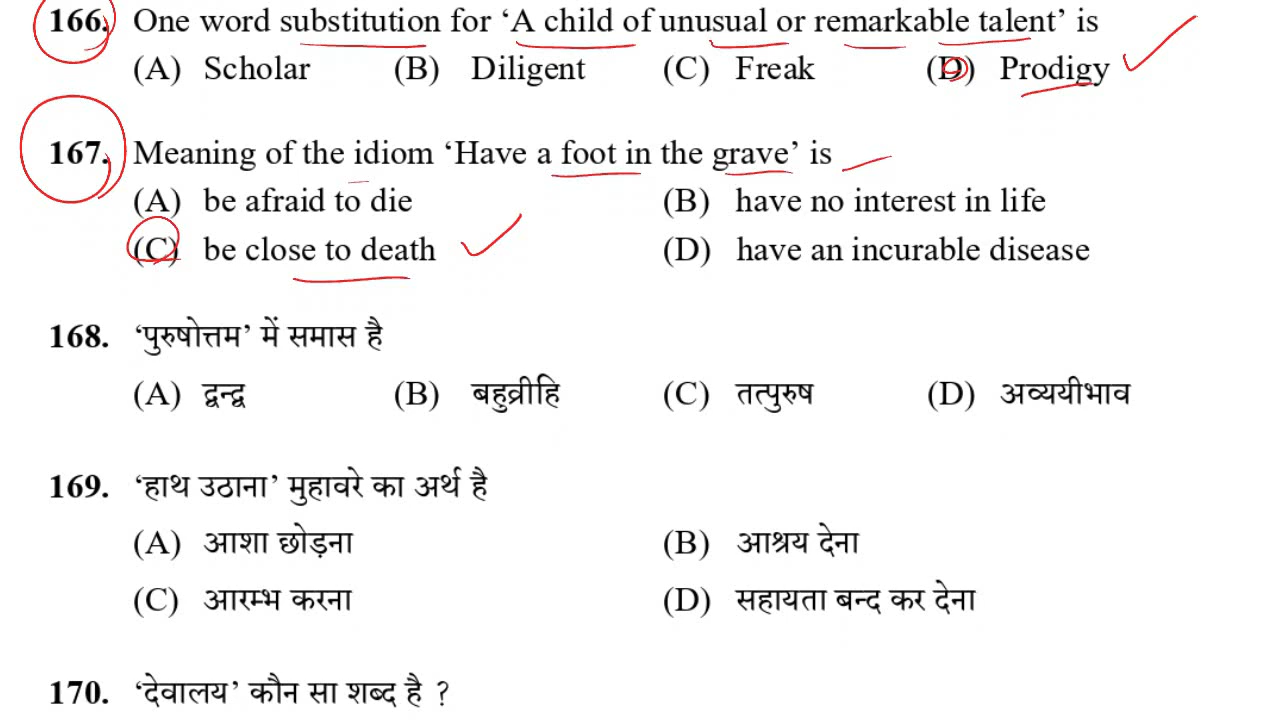 166. One word substitution for ‘A child of unusual or remarkable talent’ is
(A) Scholar (B) Diligent (C) Freak (D) Prodigy
167. Meaning of the idiom ‘Have a foot in the grave’ is
(A) be afraid to die (B) have no interest in life
(C) be close to death (D) have an incurable disease
168. ‘पुरुषोत्तम’ में समास है
(A) द्वन्द्व (B) बहुव्रीहि (C) तत्पुरुष (D) अव्ययीभाव
169. ‘हाथ उठाना’ मुहावरे का अर्थ है
(A) आशा छोड़ना (B) आश्रय देना
(C) आरम्भ करना (D) सहायता बन्द कर देना
170. ‘देवालय’ कौन सा शब्द है ?